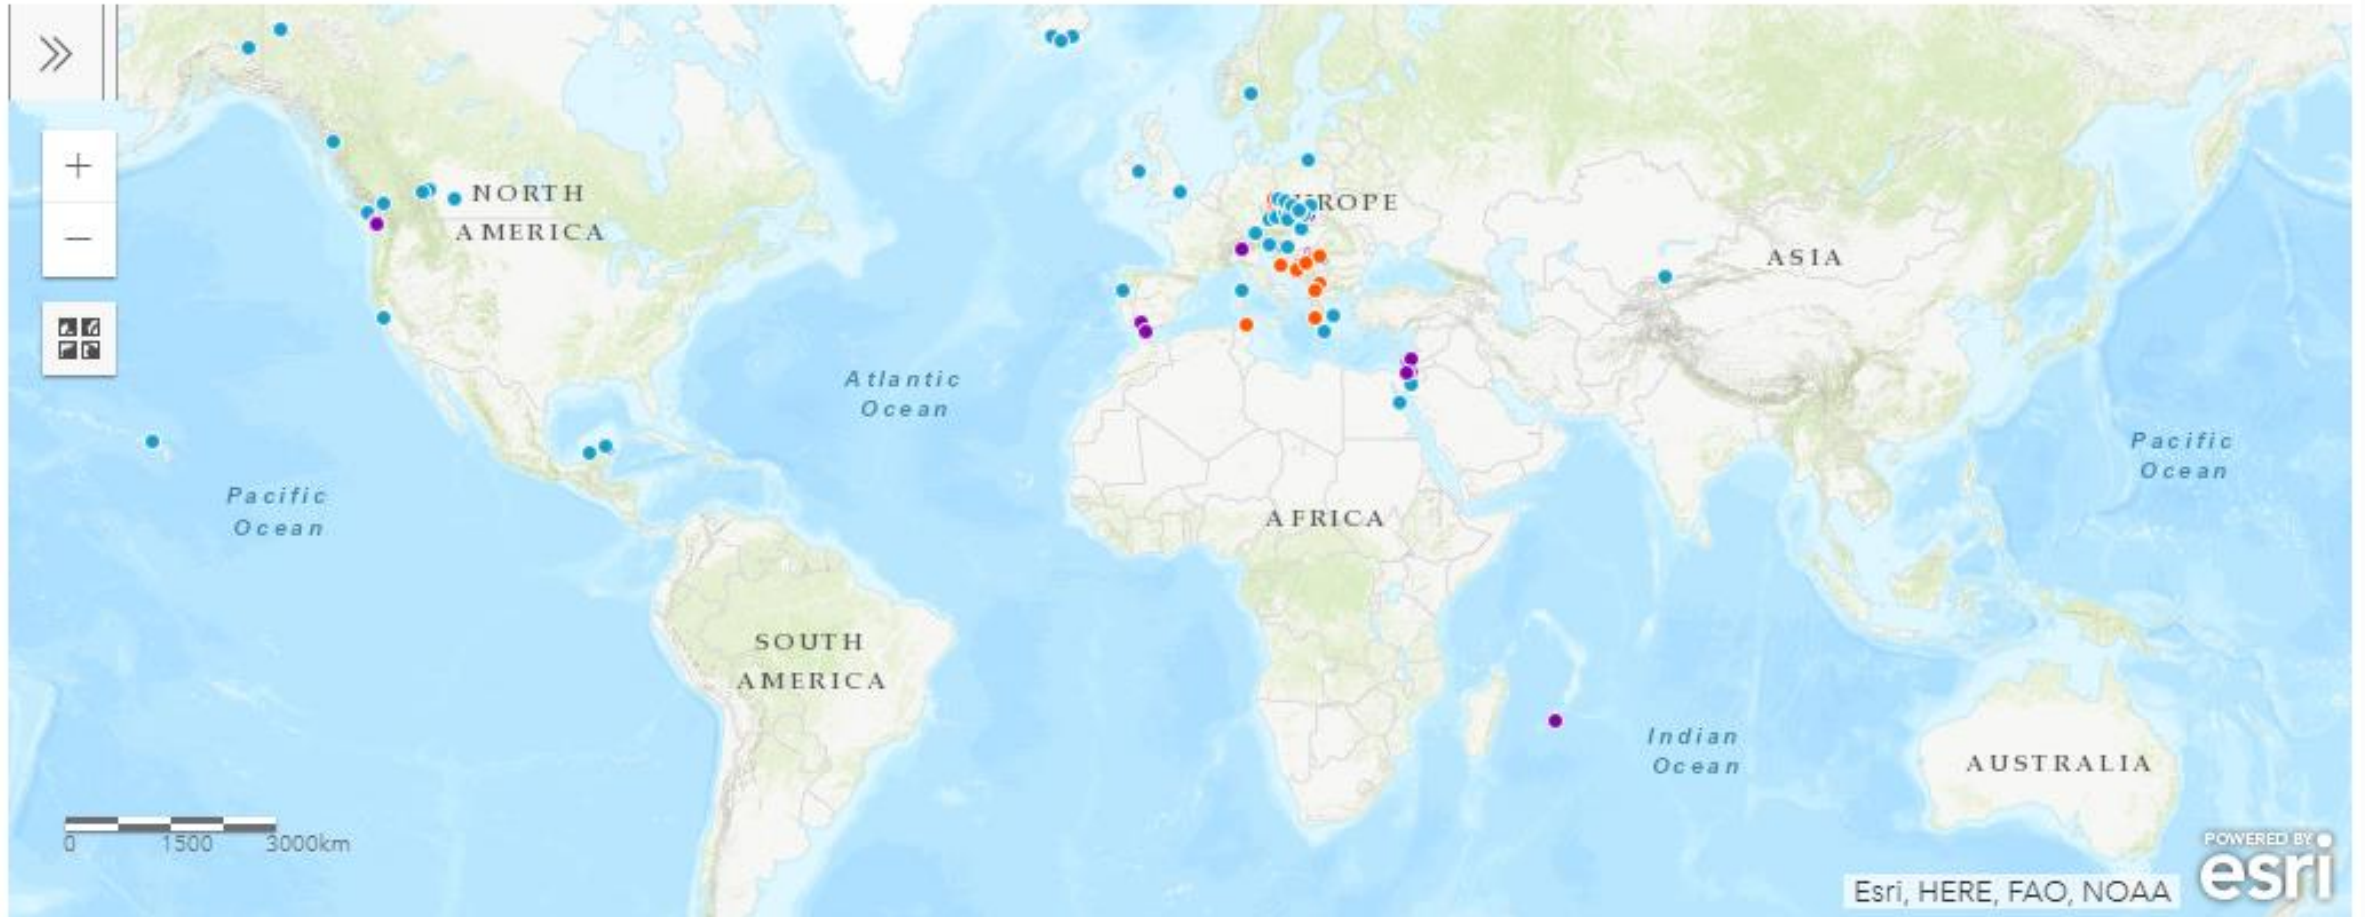 +
NORTH
AMERICA
EUROPE
ASIA
Atlantic
Ocean
Pacific
Ocean
Pacific
Ocean
AFRICA
SOUTH
AMERICA
Indian
Ocean
AUSTRALIA
0 1500 3000km
POWERED BY
esri
Esri, HERE, FAO, NOAA